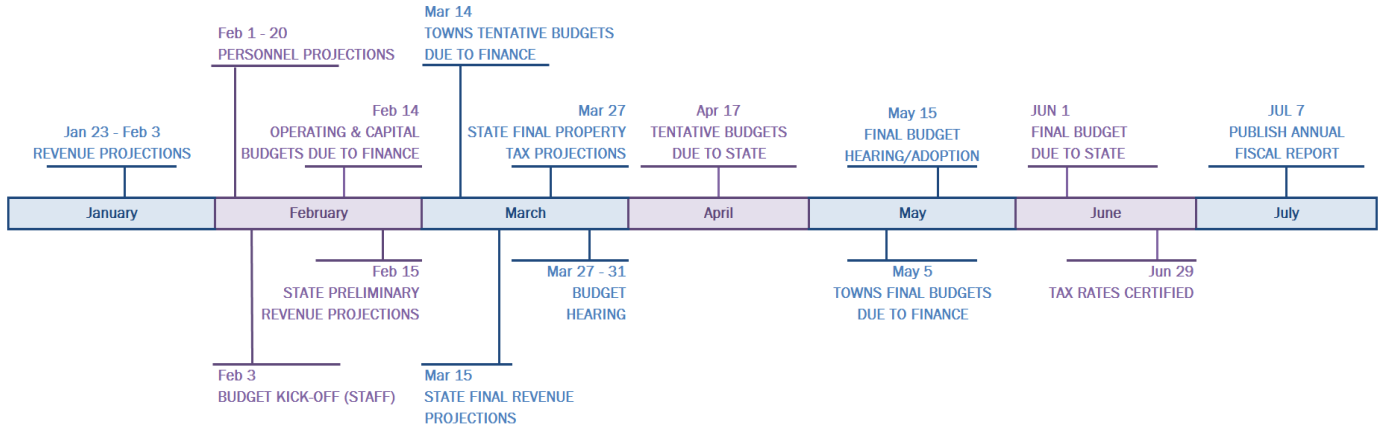 Mar 14
TOWNS TENTATIVE BUDGETS
DUE TO FINANCE
Feb 1 - 20
PERSONNEL PROJECTIONS
Jan 23 - Feb 3
REVENUE PROJECTIONS
Feb 14
OPERATING & CAPITAL
BUDGETS DUE TO FINANCE
Mar 27
STATE FINAL PROPERTY
TAX PROJECTIONS
Apr 17
TENTATIVE BUDGETS
DUE TO STATE
May 15
FINAL BUDGET
HEARING/ADOPTION
JUN 1
FINAL BUDGET
DUE TO STATE
JUL 7
PUBLISH ANNUAL
FISCAL REPORT
January
February
March
April
May
June
July
Feb 15
STATE PRELIMINARY
REVENUE PROJECTIONS
Mar 27 - 31
BUDGET
HEARING
May 5
TOWNS FINAL BUDGETS
DUE TO FINANCE
Jun 29
TAX RATES CERTIFIED
Feb 3
BUDGET KICK-OFF (STAFF)
Mar 15
STATE FINAL REVENUE
PROJECTIONS